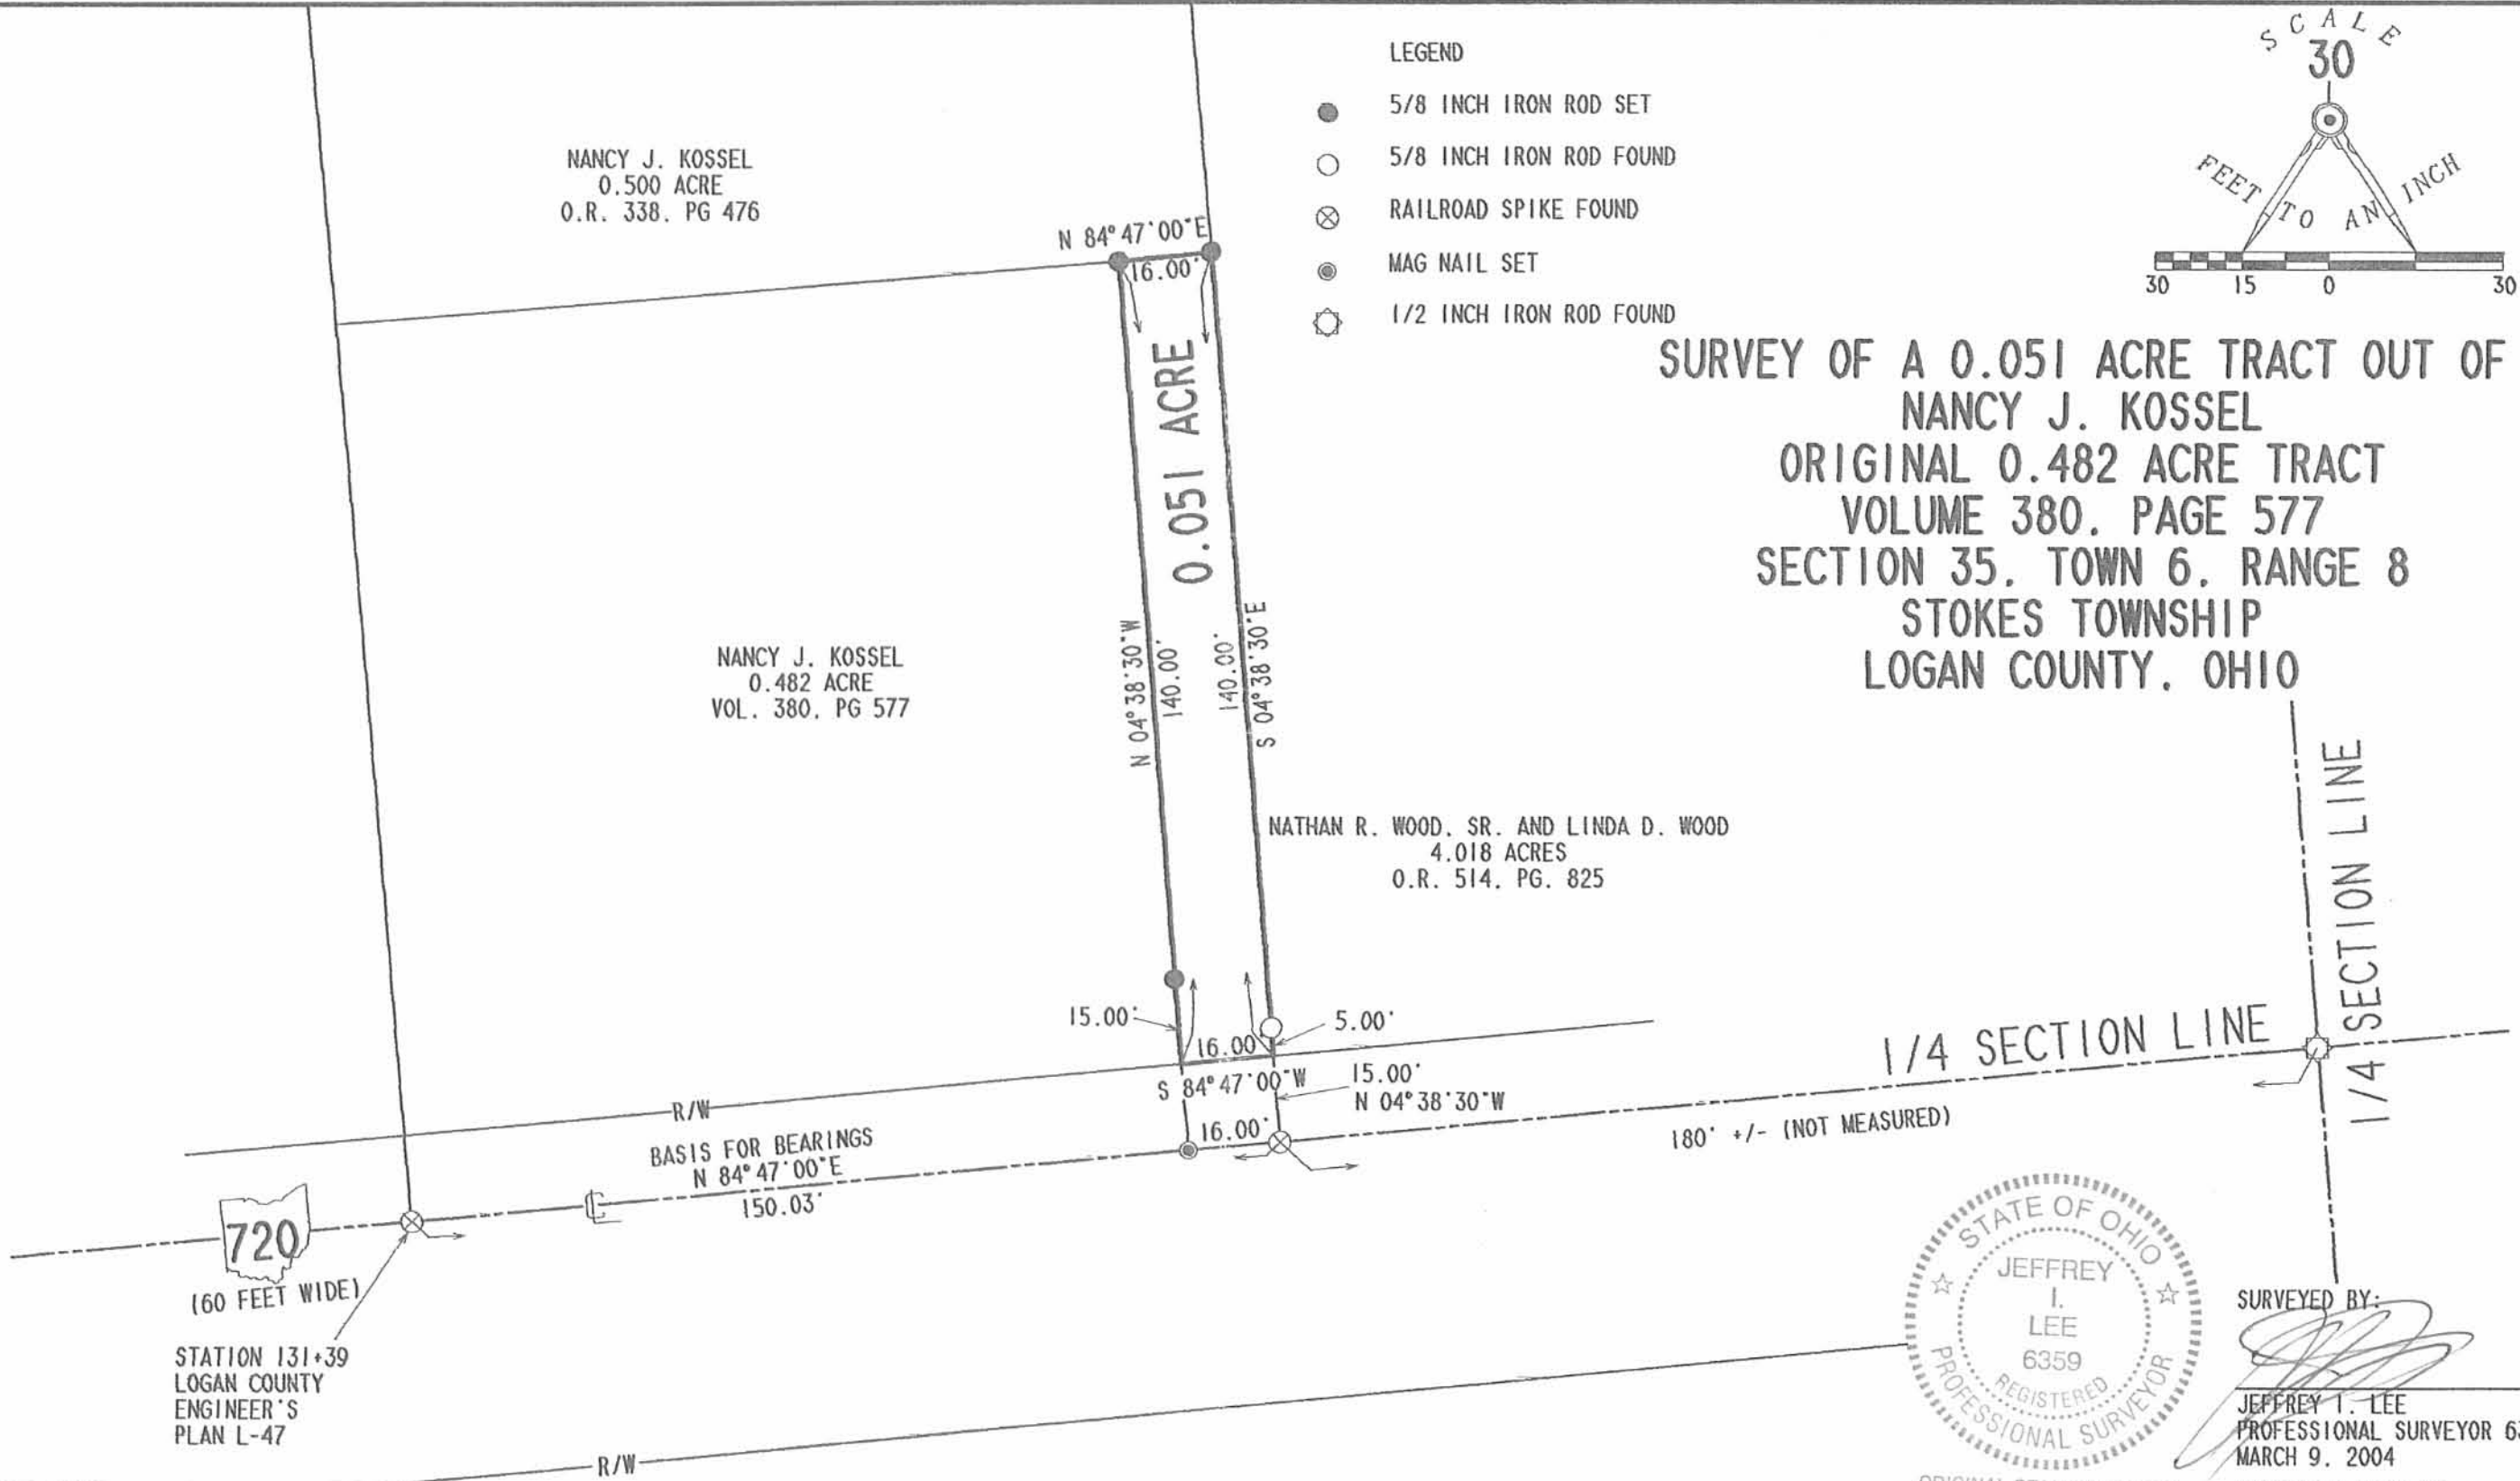 NANCY J. KOSSEL
0.500 ACRE
O.R. 338. PG 476
LEGEND
5/8 INCH IRON ROD SET
5/8 INCH IRON ROD FOUND
RAILROAD SPIKE FOUND
MAG NAIL SET
1/2 INCH IRON ROD FOUND
SCALE
30
FEET TO AN INCH
30 15 0 30
SURVEY OF A 0.051 ACRE TRACT OUT OF
NANCY J. KOSSEL
ORIGINAL 0.482 ACRE TRACT
VOLUME 380. PAGE 577
SECTION 35. TOWN 6. RANGE 8
STOKES TOWNSHIP
LOGAN COUNTY. OHIO
N 84°47'00"E
16.00'
0.051 ACRE
N 04°38'30"W
140.00'
140.00'
S 04°38'30"E
NANCY J. KOSSEL
0.482 ACRE
VOL. 380. PG 577
NATHAN R. WOOD. SR. AND LINDA D. WOOD
4.018 ACRES
O.R. 514. PG. 825
1/4 SECTION LINE
1/4 SECTION LINE
15.00'
16.00'
5.00'
S 84°47'00"W
15.00'
N 04°38'30"W
16.00'
180' +/- (NOT MEASURED)
R/W
BASIS FOR BEARINGS
N 84°47'00"E
150.03'
720
(60 FEET WIDE)
STATION 131+39
LOGAN COUNTY
ENGINEER'S
PLAN L-47
R/W
STATE OF OHIO
JEFFREY
I.
LEE
6359
REGISTERED
PROFESSIONAL SURVEYOR
SURVEYED BY:
JEFFREY I. LEE
PROFESSIONAL SURVEYOR
MARCH 9. 2004